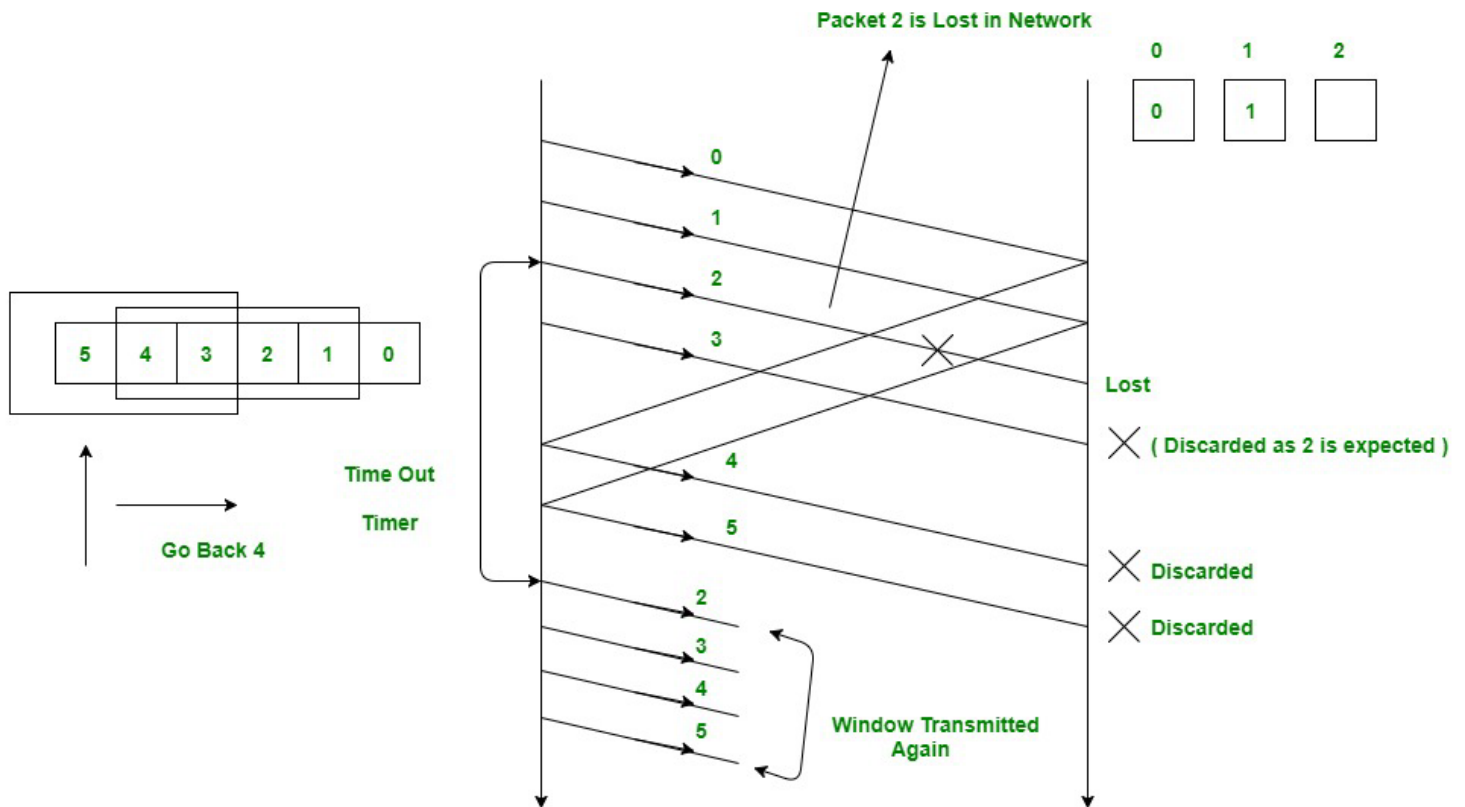 Packet 2 is Lost in Network
0 1 2
0 1
0
1
2
3
5 4 3 2 1 0
Lost
( Discarded as 2 is expected )
4
Time Out
Timer
5
Go Back 4
Discarded
2
Discarded
3
4
5
Window Transmitted
Again